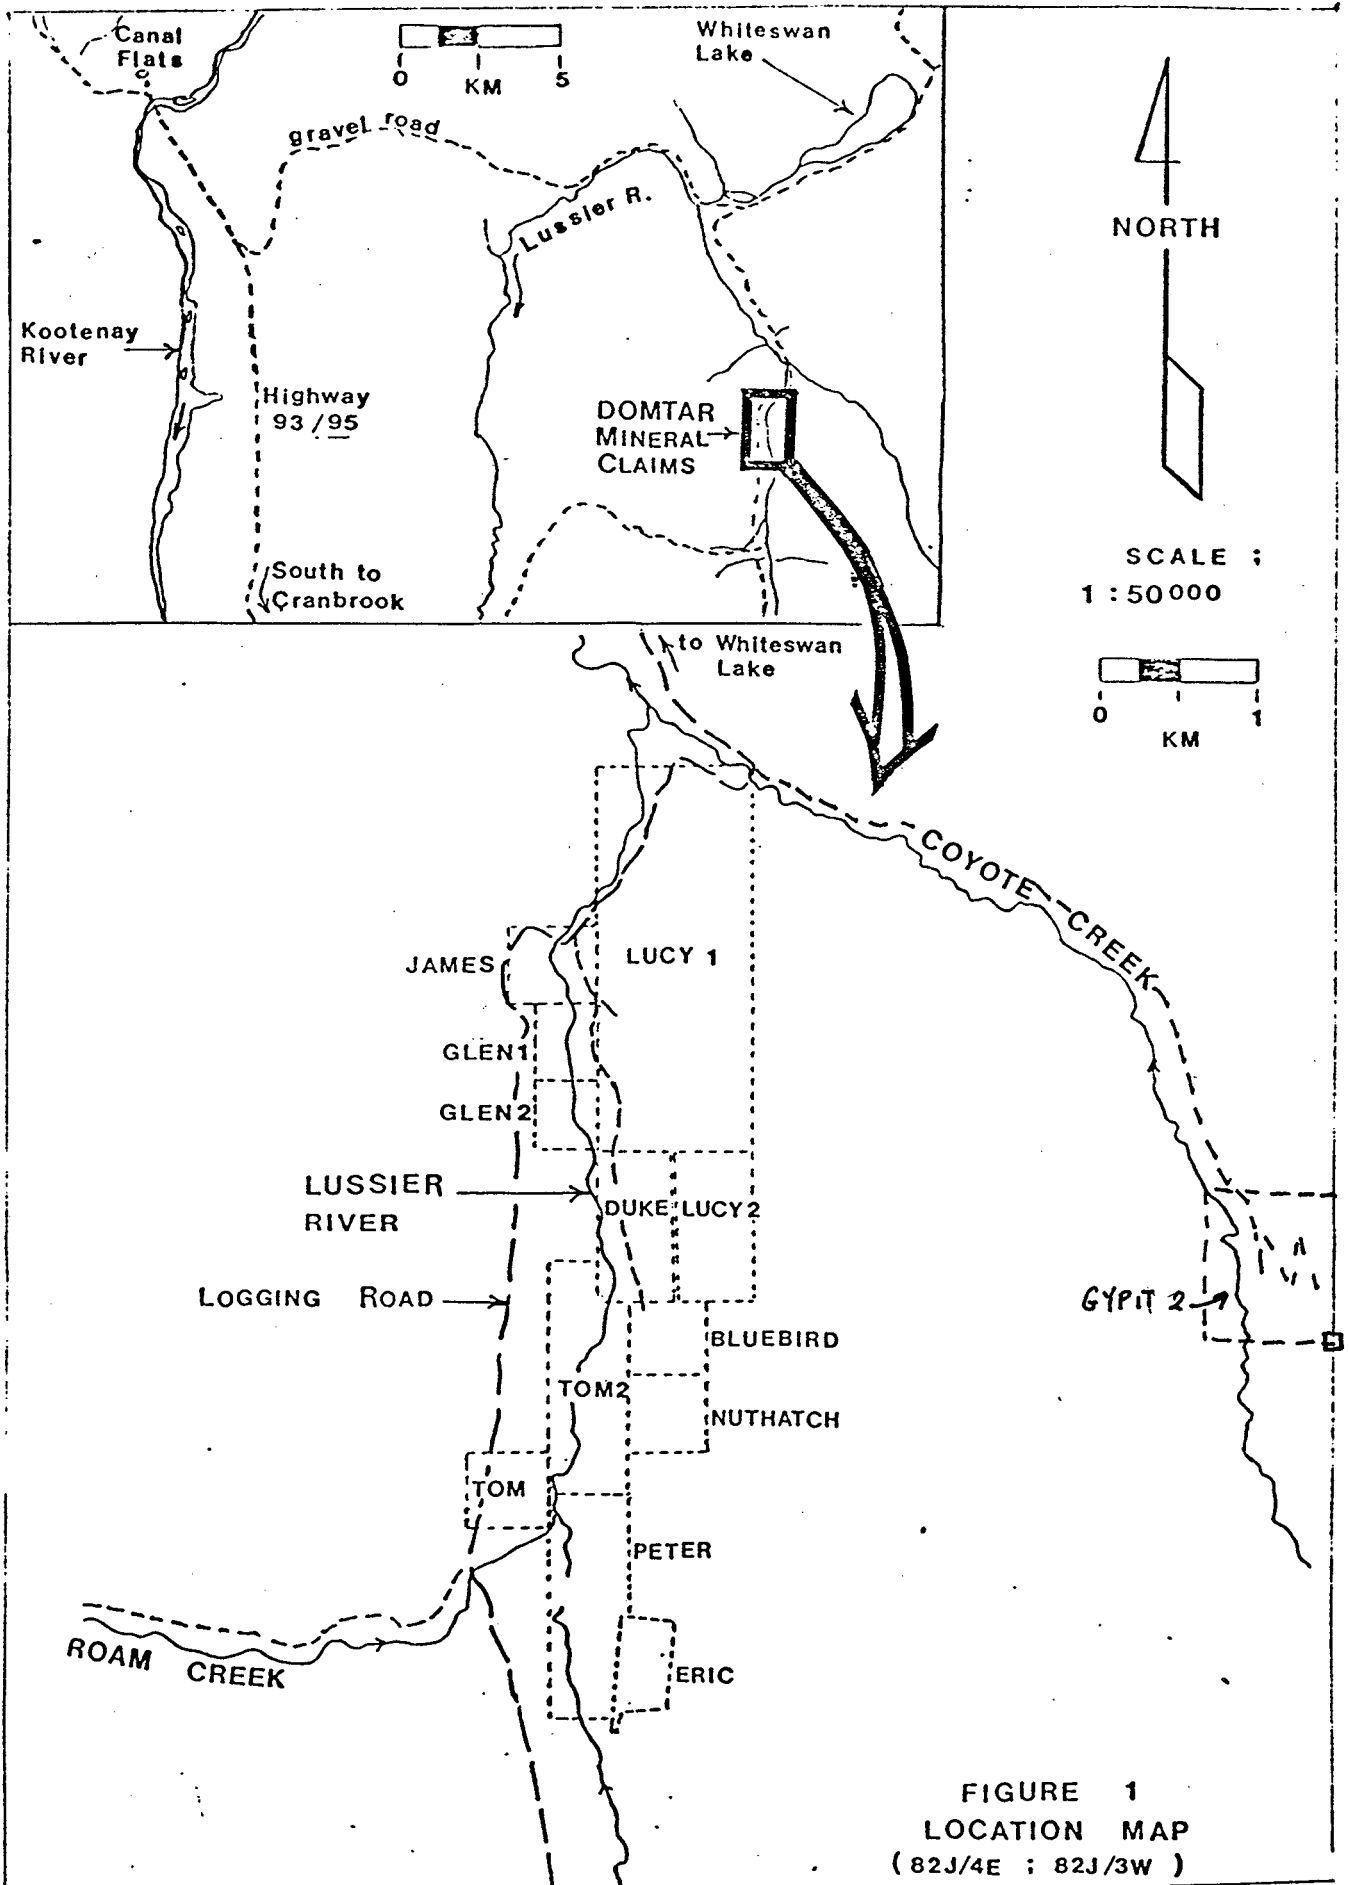 Canal
Flats
0 5
KM
Whiteswan
Lake
gravel road
Lussier R.
NORTH
Kootenay
River
Highway
93/95
DOMTAR
MINERAL
CLAIMS
South to
Cranbrook
SCALE ;
1:50000
0 1
KM
to Whiteswan
Lake
COYOTE CREEK
JAMES
LUCY 1
GLEN1
GLEN2
LUSSIER
RIVER
DUKE
LUCY2
LOGGING ROAD
GYPIT 2
BLUEBIRD
TOM2
NUTHATCH
TOM
PETER
ROAM CREEK
ERIC
FIGURE 1
LOCATION MAP
(82J/4E ; 82J/3W )